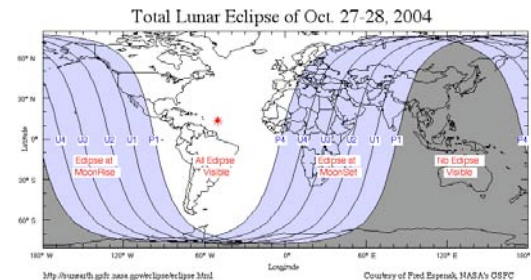 Total Lunar Eclipse of Oct. 27-28, 2004
60° N
30° N
0°
30° S
60° S
Latitude
U4 U3 U2 U1 P1
P4 U4 U3 U2 U1 P1 P4
Eclipse at MoonRise
All Eclipse Visible
Eclipse at MoonSet
No Eclipse Visible
180° W 120° W 60° W 0° 60° E 120° E 180° E
Longitude
http://sunearth.gsfc.nasa.gov/eclipse/eclipse.html
Courtesy of Fred Espenak, NASA's GSFC